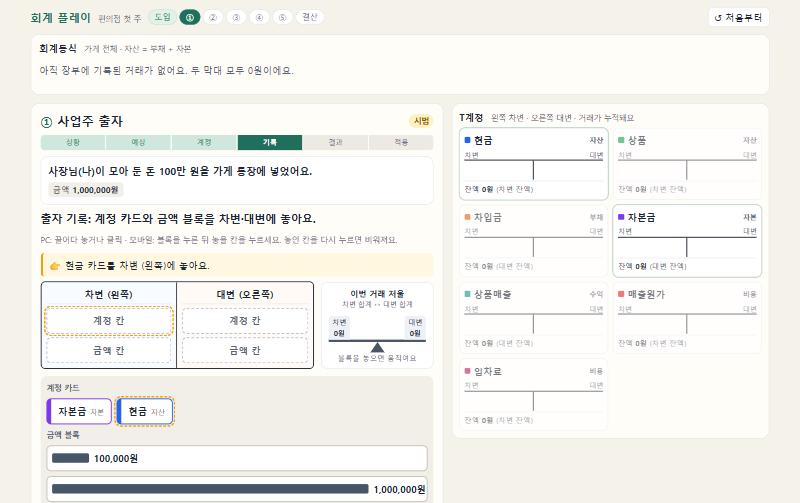 회계 플레이 편의점 첫 주 도입 ① ② ③ ④ ⑤ 결산 ↺ 처음부터
회계등식 가게 전체 · 자산 = 부채 + 자본
아직 장부에 기록된 거래가 없어요. 두 막대 모두 0원이에요.
① 사업주 출자 시범
상황 예상 계정 기록 결과 적용
사장님(나)이 모아 둔 돈 100만 원을 가게 통장에 넣었어요.
금액 1,000,000원
출자 기록: 계정 카드와 금액 블록을 차변·대변에 놓아요.
PC: 끌어다 놓거나 클릭 · 모바일: 블록을 누른 뒤 놓을 칸을 누르세요. 놓인 칸을 다시 누르면 비워져요.
👉 현금 카드를 차변 (왼쪽)에 놓아요.
차변 (왼쪽) 대변 (오른쪽)
계정 칸 계정 칸
금액 칸 금액 칸
이번 거래 저울
차변 합계 ↔ 대변 합계
차변 대변
0원 0원
블록을 놓으면 움직여요
계정 카드
자본금 자본 현금 자산
금액 블록
100,000원
1,000,000원
T계정 왼쪽 차변 · 오른쪽 대변 · 거래가 누적돼요
현금 자산
차변 대변
잔액 0원 (차변 잔액)
상품 자산
차변 대변
잔액 0원 (차변 잔액)
차입금 부채
차변 대변
잔액 0원 (대변 잔액)
자본금 자본
차변 대변
잔액 0원 (대변 잔액)
상품매출 수익
차변 대변
잔액 0원 (대변 잔액)
매출원가 비용
차변 대변
잔액 0원 (차변 잔액)
임차료 비용
차변 대변
잔액 0원 (차변 잔액)